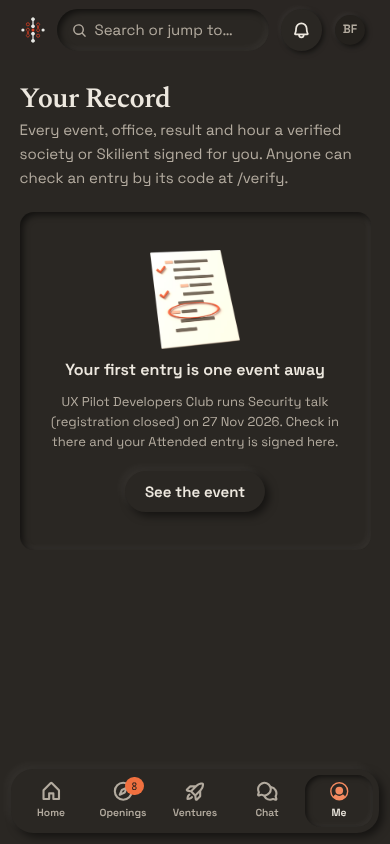 Search or jump to...
BF
Your Record
Every event, office, result and hour a verified
society or Skilient signed for you. Anyone can
check an entry by its code at /verify.
Your first entry is one event away
UX Pilot Developers Club runs Security talk
(registration closed) on 27 Nov 2026. Check in
there and your Attended entry is signed here.
See the event
8
Home
Openings
Ventures
Chat
Me